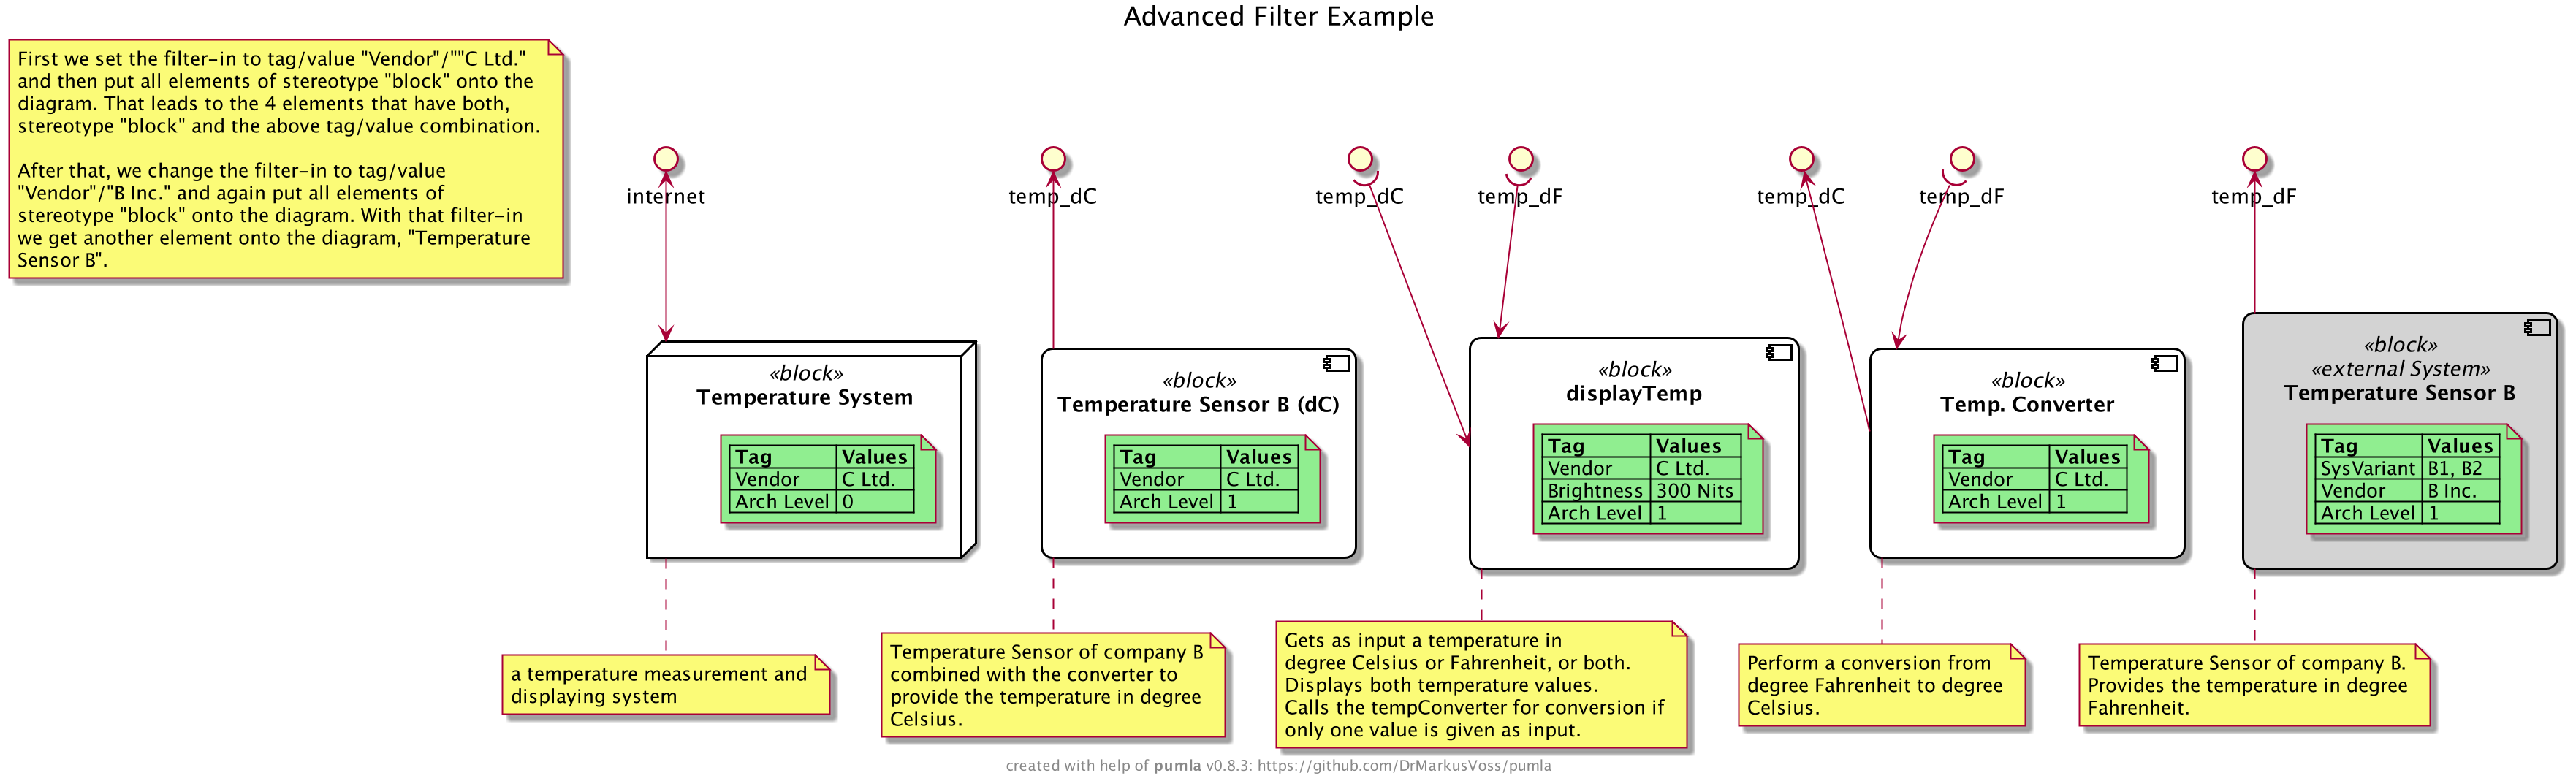 Advanced Filter Example
First we set the filter-in to tag/value "Vendor"/""C Ltd."
and then put all elements of stereotype "block" onto the
diagram. That leads to the 4 elements that have both,
stereotype "block" and the above tag/value combination.
After that, we change the filter-in to tag/value
"Vendor"/"B Inc." and again put all elements of
stereotype "block" onto the diagram. With that filter-in
we get another element onto the diagram, "Temperature
Sensor B".
internet
temp_dC
temp_dC
temp_dF
temp_dC
temp_dF
temp_dF
«block»
Temperature System
Tag Values
Vendor C Ltd.
Arch Level 0
«block»
Temperature Sensor B (dC)
Tag Values
Vendor C Ltd.
Arch Level 1
«block»
displayTemp
Tag Values
Vendor C Ltd.
Brightness 300 Nits
Arch Level 1
«block»
Temp. Converter
Tag Values
Vendor C Ltd.
Arch Level 1
«block»
«external System»
Temperature Sensor B
Tag Values
SysVariant B1, B2
Vendor B Inc.
Arch Level 1
a temperature measurement and
displaying system
Temperature Sensor of company B
combined with the converter to
provide the temperature in degree
Celsius.
Gets as input a temperature in
degree Celsius or Fahrenheit, or both.
Displays both temperature values.
Calls the tempConverter for conversion if
only one value is given as input.
Perform a conversion from
degree Fahrenheit to degree
Celsius.
Temperature Sensor of company B.
Provides the temperature in degree
Fahrenheit.
created with help of pumla v0.8.3: https://github.com/DrMarkusVoss/pumla